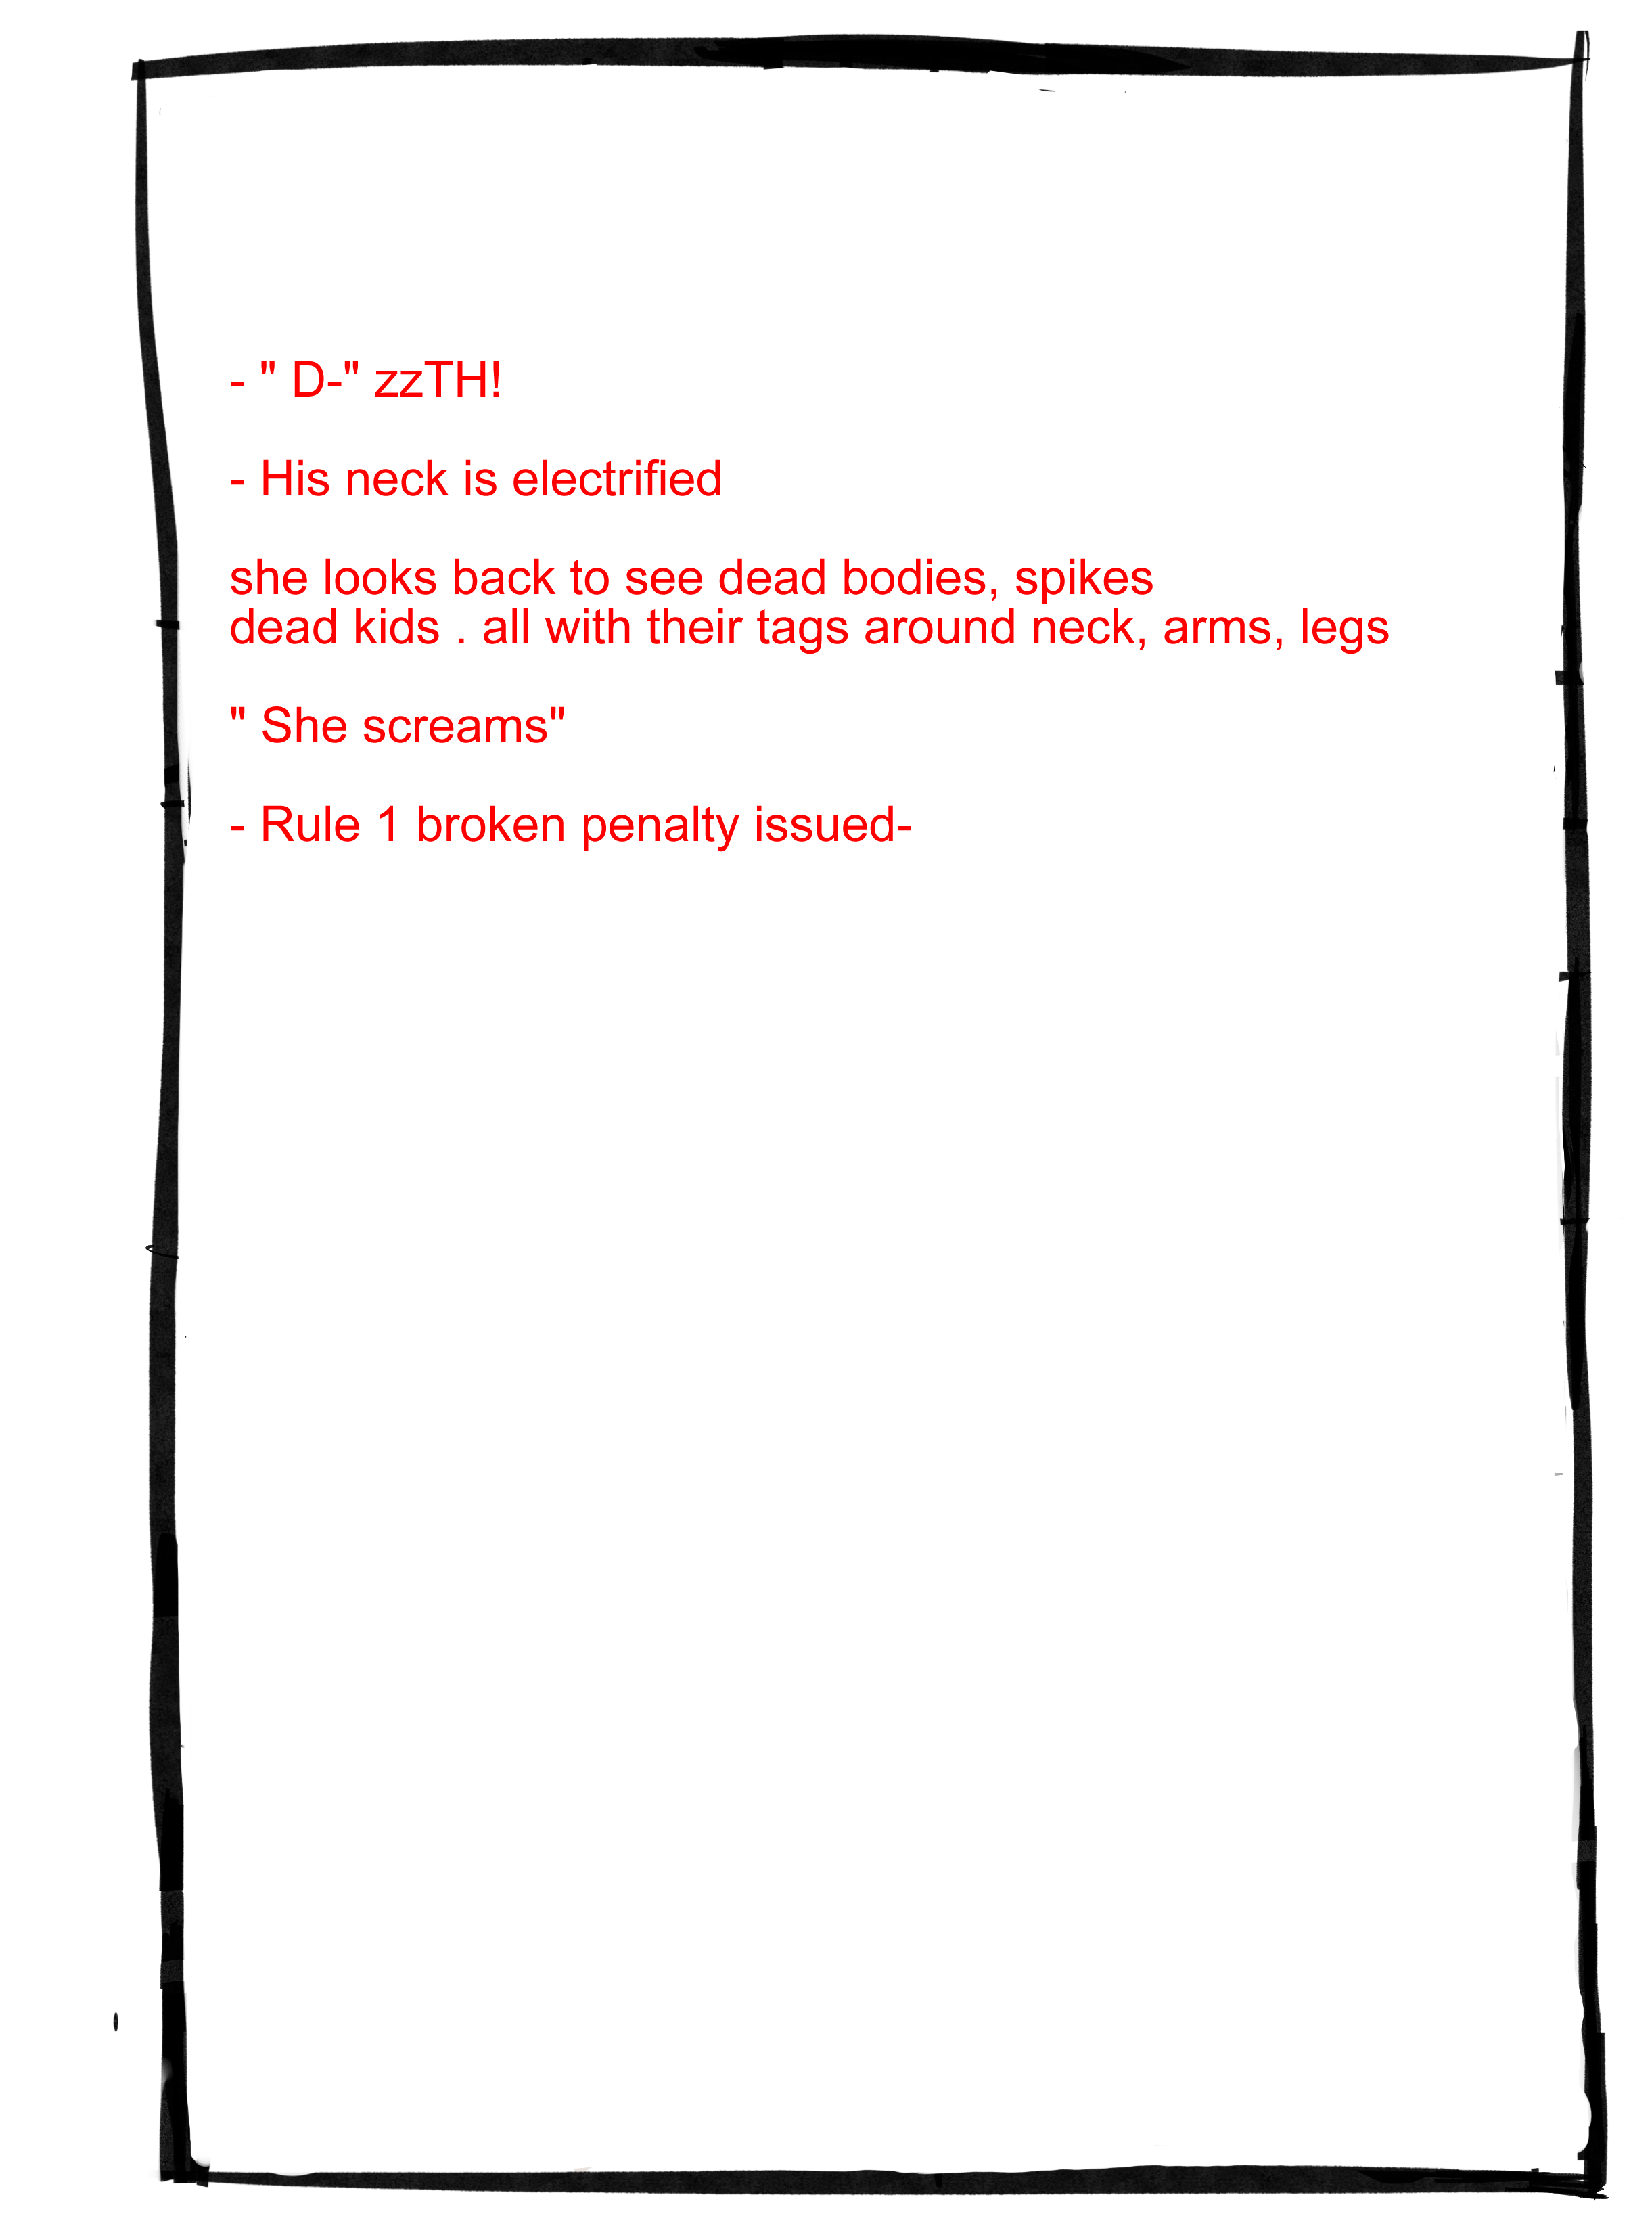 - " D-" zzTH!
- His neck is electrified
she looks back to see dead bodies, spikes
dead kids . all with their tags around neck, arms, legs
" She screams"
- Rule 1 broken penalty issued-